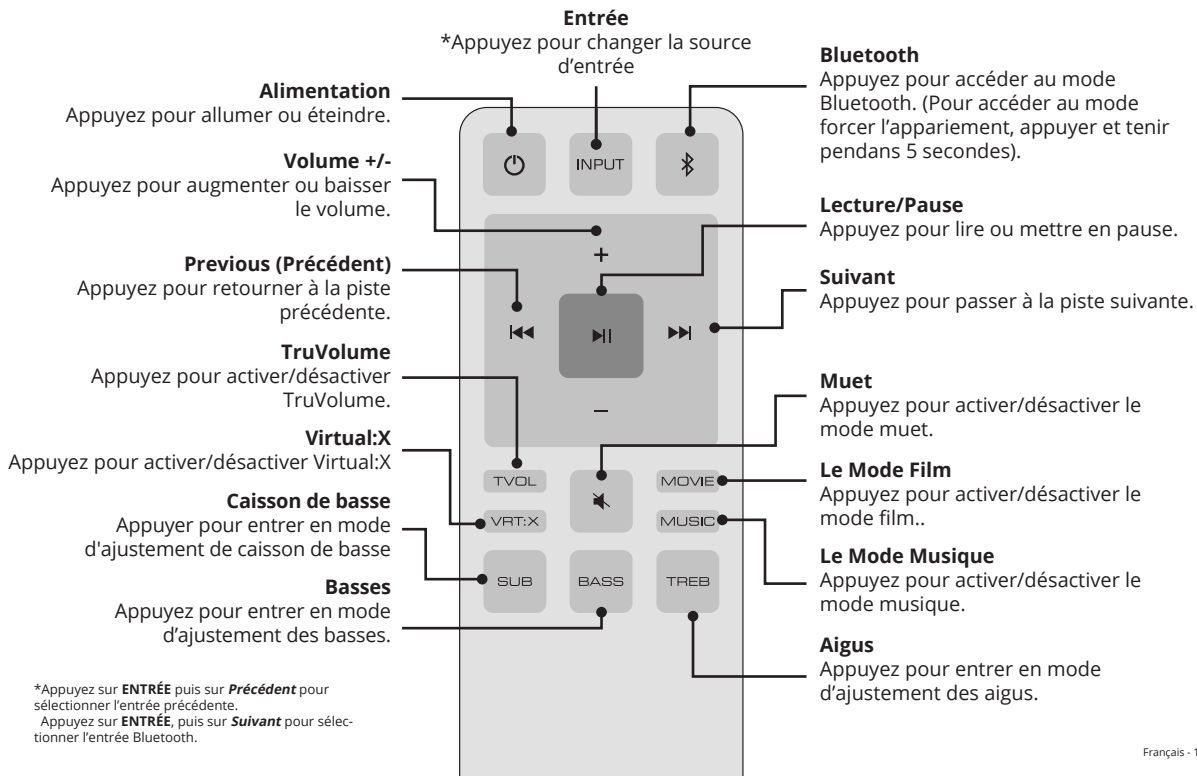 Entrée
*Appuyez pour changer la source
d’entrée
Alimentation
Appuyez pour allumer ou éteindre.
Volume +/-
Appuyez pour augmenter ou baisser
le volume.
Previous (Précédent)
Appuyez pour retourner à la piste
précédente.
TruVolume
Appuyez pour activer/désactiver
TruVolume.
Virtual:X
Appuyez pour activer/désactiver Virtual:X
Caisson de basse
Appuyer pour entrer en mode
d'ajustement de caisson de basse
Basses
Appuyez pour entrer en mode
d’ajustement des basses.
*Appuyez sur ENTRÉE puis sur Précédent pour
sélectionner l’entrée précédente.
Appuyez sur ENTRÉE, puis sur Suivant pour sélec-
tionner l’entrée Bluetooth.
INPUT
+
–
TVOL
MOVIE
VRT:X
MUSIC
SUB
BASS
TREB
Bluetooth
Appuyez pour accéder au mode
Bluetooth. (Pour accéder au mode
forcer l’appariement, appuyer et tenir
pendans 5 secondes).
Lecture/Pause
Appuyez pour lire ou mettre en pause.
Suivant
Appuyez pour passer à la piste suivante.
Muet
Appuyez pour activer/désactiver le
mode muet.
Le Mode Film
Appuyez pour activer/désactiver le
mode film..
Le Mode Musique
Appuyez pour activer/désactiver le
mode musique.
Aigus
Appuyez pour entrer en mode
d’ajustement des aigus.
Français - 1